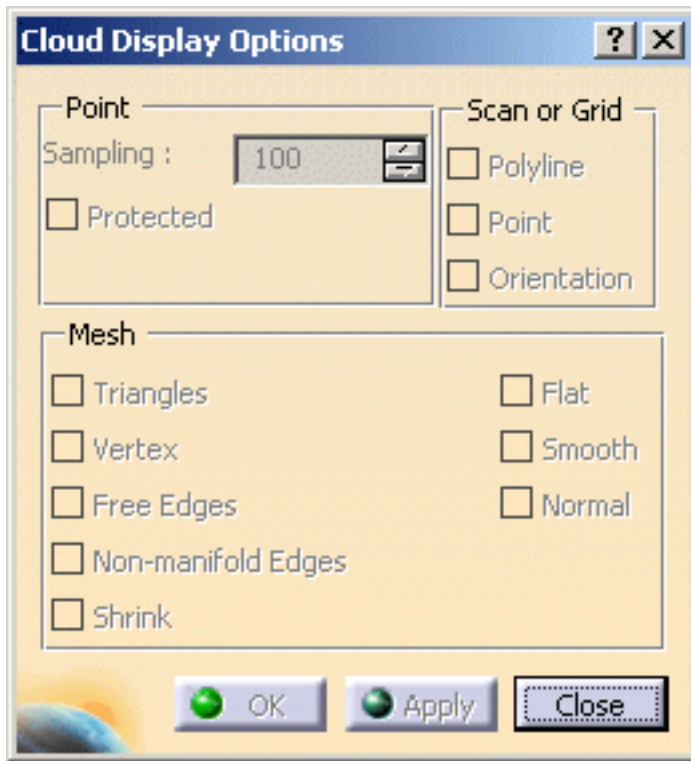 Cloud Display Options
Point
Sampling :
100
Protected
Scan or Grid
Polyline
Point
Orientation
Mesh
Triangles
Vertex
Free Edges
Non-manifold Edges
Shrink
Flat
Smooth
Normal
OK
Apply
Close